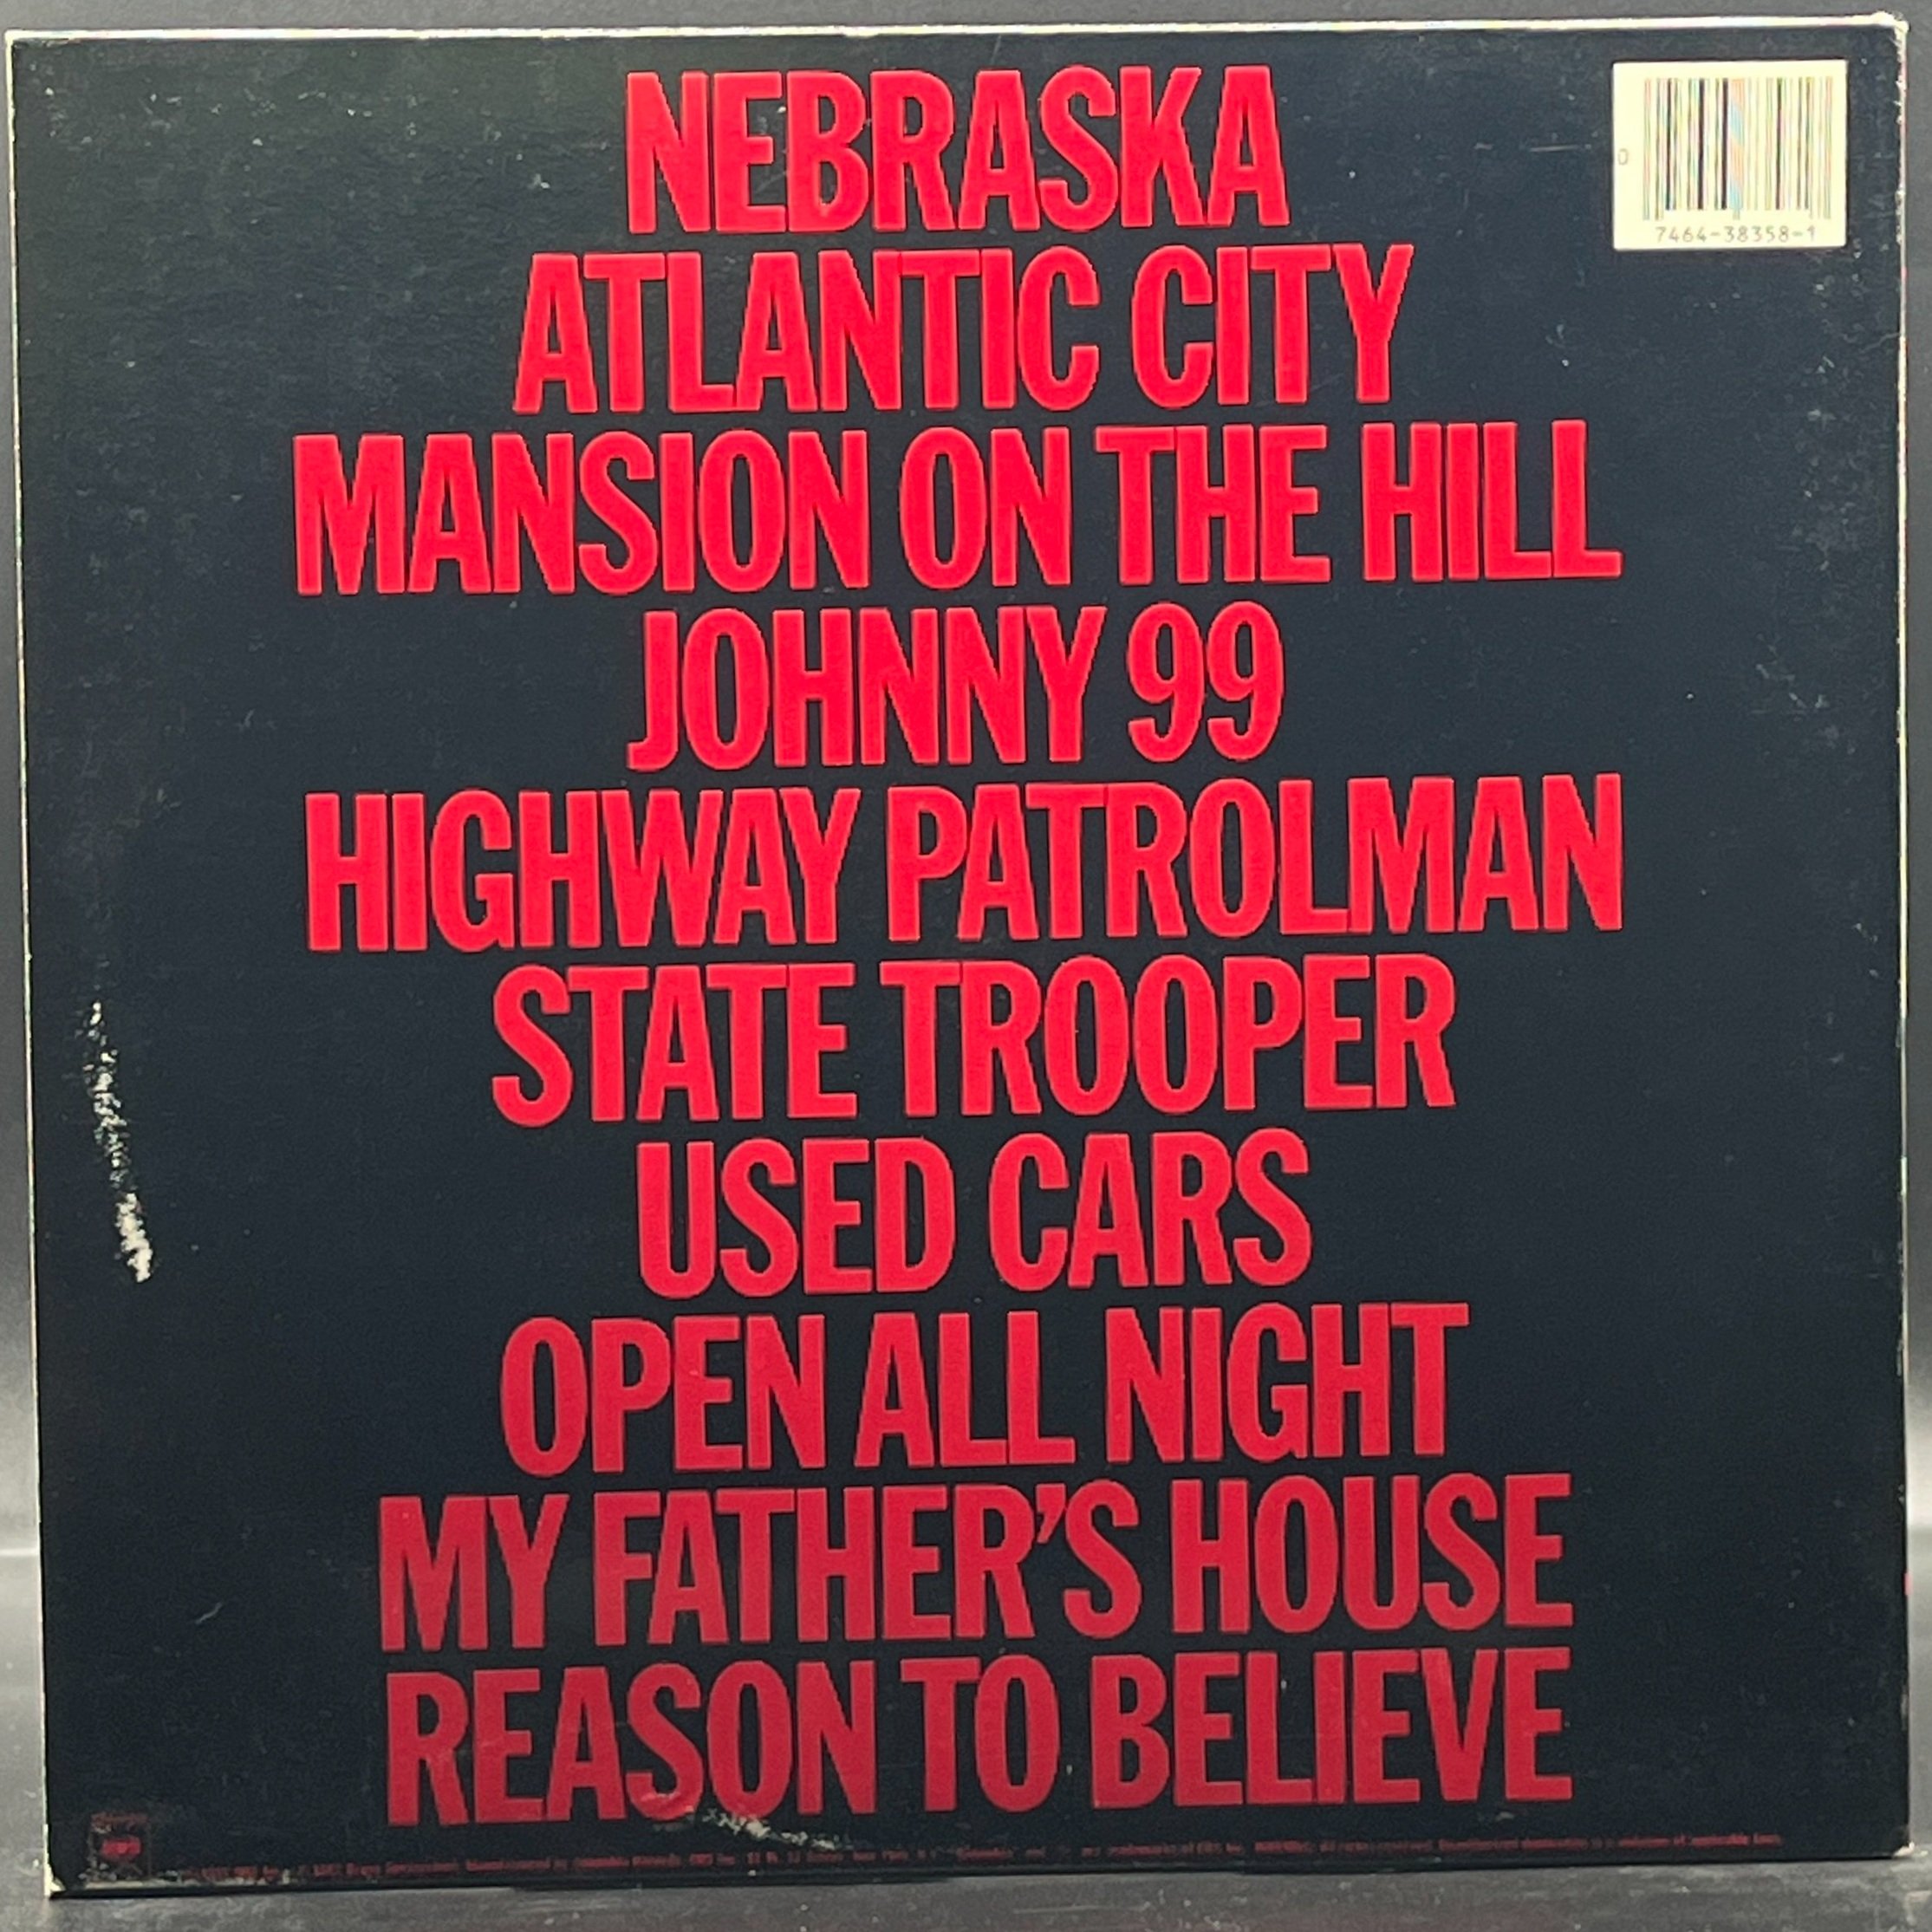 NEBRASKA
0
7464-38358-1
ATLANTIC CITY
MANSION ON THE HILL
JOHNNY 99
HIGHWAY PATROLMAN
STATE TROOPER
USED CARS
OPEN ALL NIGHT
MY FATHER'S HOUSE
REASON TO BELIEVE